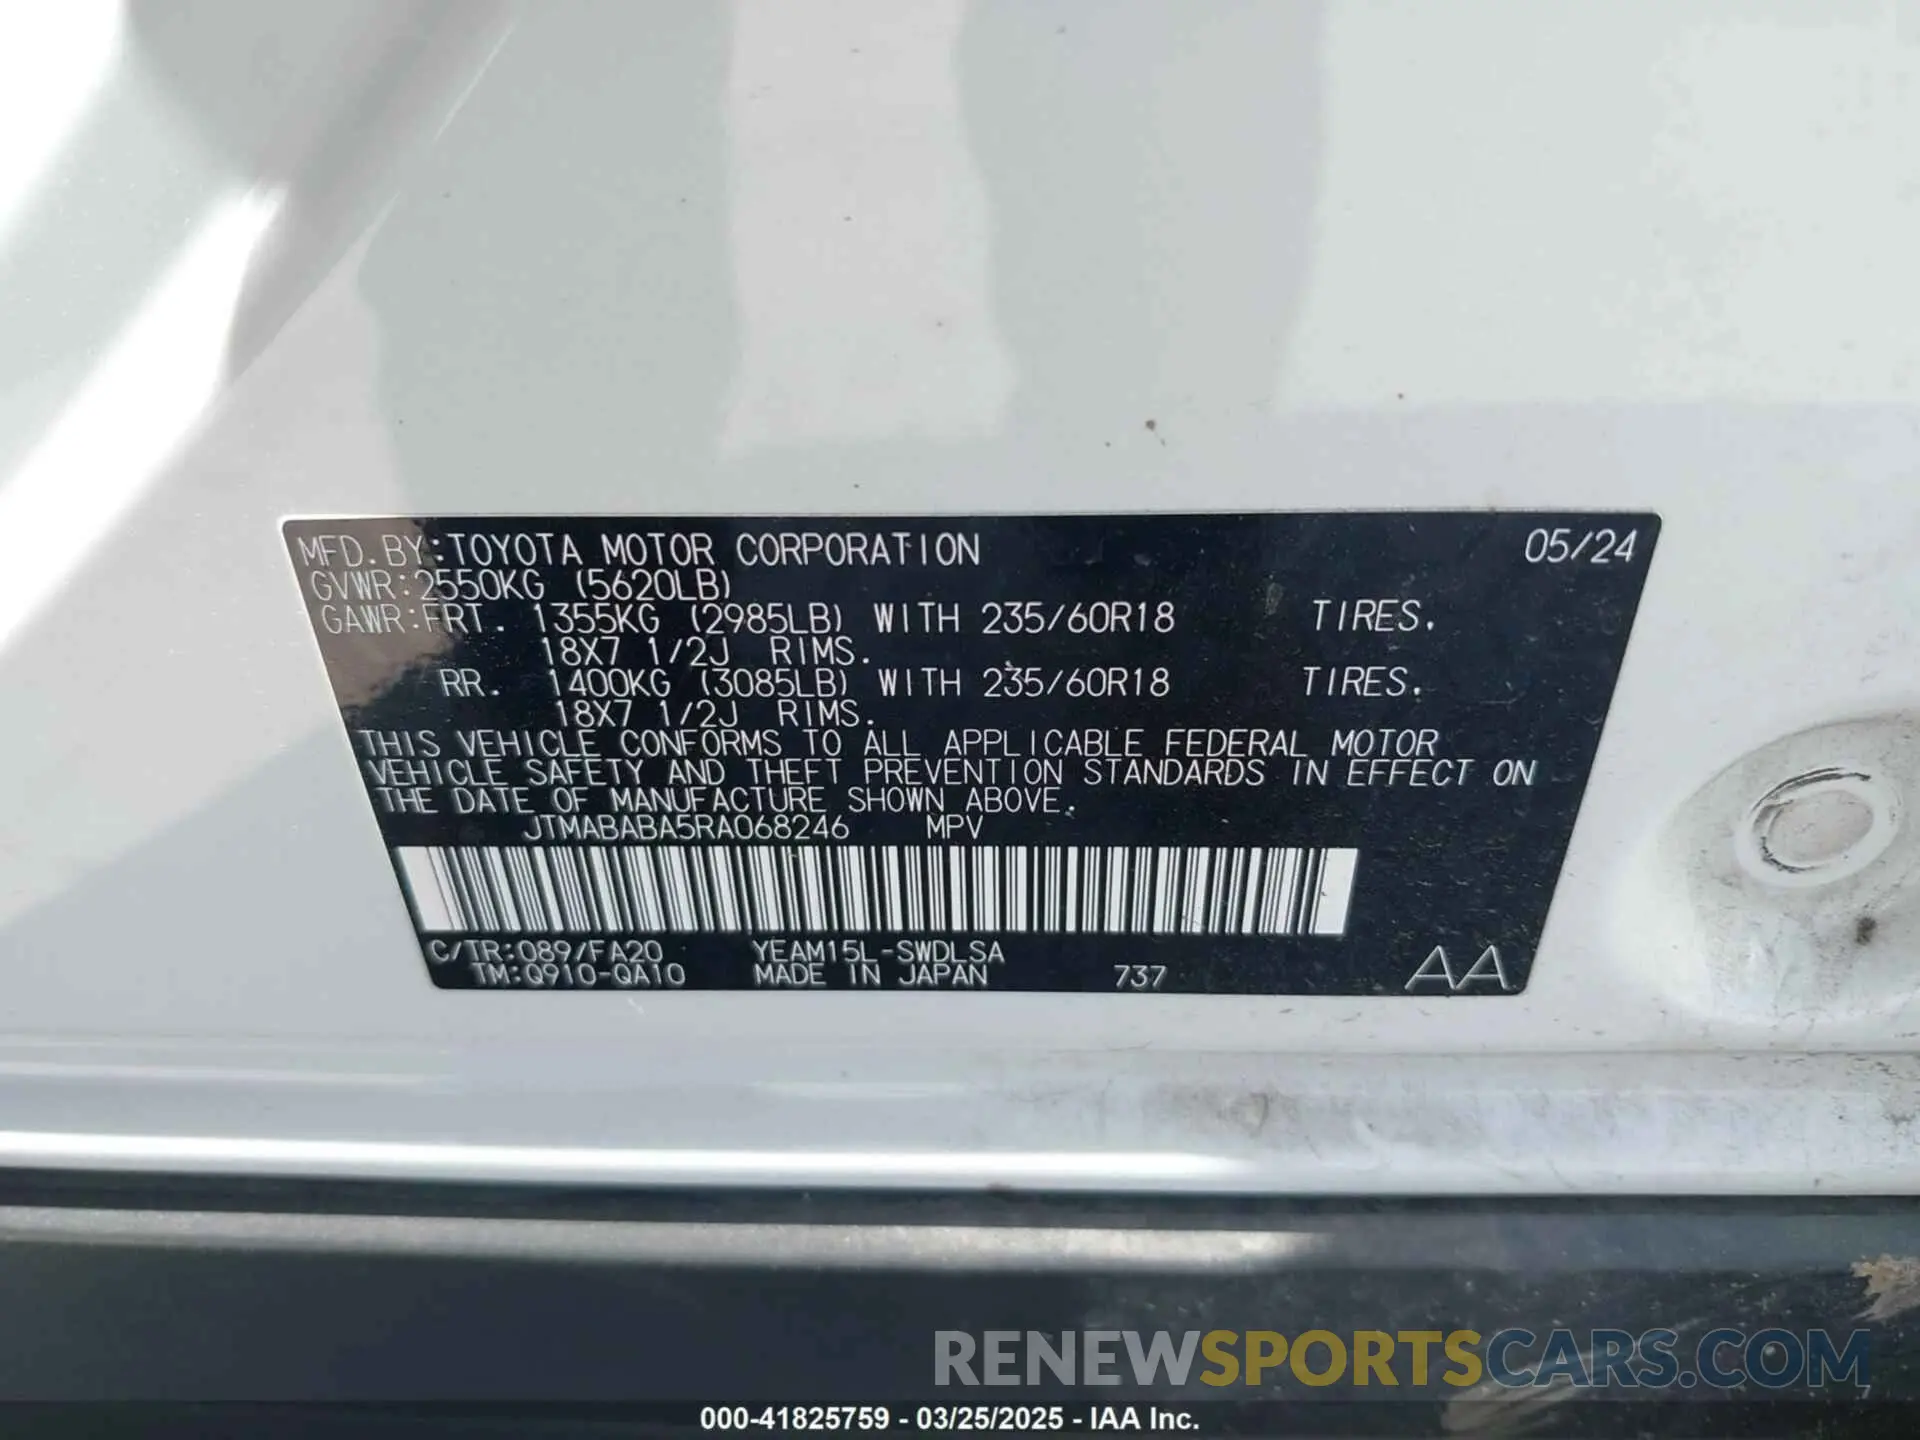 MFD.BY:TOYOTA MOTOR CORPORATION 05/24
GVWR:2550KG (5620LB)
GAWR:FRT. 1355KG (2985LB) WITH 235/60R18 TIRES.
18X7 1/2J RIMS.
RR. 1400KG (3085LB) WITH 235/60R18 TIRES.
18X7 1/2J RIMS.
THIS VEHICLE CONFORMS TO ALL APPLICABLE FEDERAL MOTOR
VEHICLE SAFETY AND THEFT PREVENTION STANDARDS IN EFFECT ON
THE DATE OF MANUFACTURE SHOWN ABOVE.
JTMABABA5RA068246 MPV
C/TR:089/FA20 YEAM15L-SWDLSA
TM:Q910-QA10 MADE IN JAPAN 737 AA
RENEWSPORTSCARS.COM
000-41825759 - 03/25/2025 - IAA Inc.